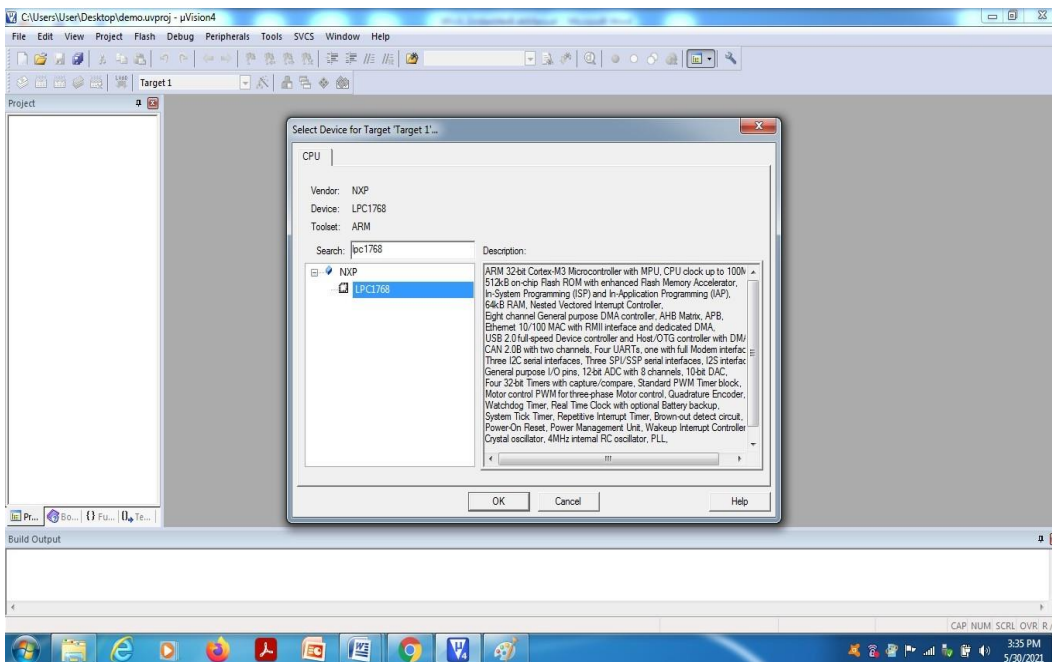 C:\Users\User\Desktop\demo.uvproj - µVision4
File Edit View Project Flash Debug Peripherals Tools SVCS Window Help
Target 1
Project
Select Device for Target 'Target 1'...
CPU
Vendor: NXP
Device: LPC1768
Toolset: ARM
Search: lpc1768
Description:
NXP
LPC1768
ARM 32-bit Cortex-M3 Microcontroller with MPU, CPU clock up to 100M
512kB on-chip Flash ROM with enhanced Flash Memory Accelerator,
In-System Programming (ISP) and In-Application Programming (IAP),
64kB RAM, Nested Vectored Interrupt Controller,
Eight channel General purpose DMA controller, AHB Matrix, APB,
Ethernet 10/100 MAC with RMII interface and dedicated DMA,
USB 2.0 full-speed Device controller and Host/OTG controller with DMA
CAN 2.0B with two channels, Four UARTs, one with full Modem interfac
Three I2C serial interfaces, Three SPI/SSP serial interfaces, I2S interfac
General purpose I/O pins, 12-bit ADC with 8 channels, 10-bit DAC,
Four 32-bit Timers with capture/compare, Standard PWM Timer block,
Motor control PWM for three-phase Motor control, Quadrature Encoder,
Watchdog Timer, Real Time Clock with optional Battery backup,
System Tick Timer, Repetitive Interrupt Timer, Brown-out detect circuit,
Power-On Reset, Power Management Unit, Wakeup Interrupt Controller
Crystal oscillator, 4MHz internal RC oscillator, PLL,
OK Cancel Help
Pr... Bo... {} Fu... Te...
Build Output
CAP NUM SCRL OVR R
3:35 PM
5/30/2021